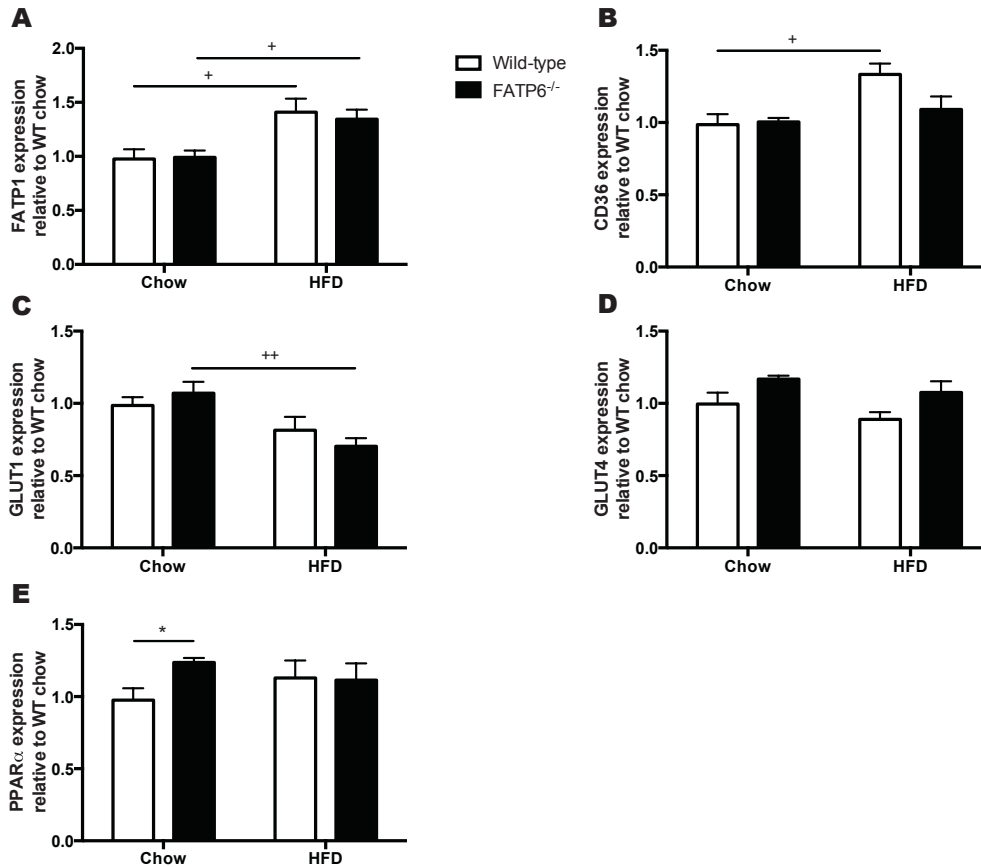 A
FATP1 expression
relative to WT chow
2.0
1.5
1.0
0.5
0.0
+
+
Chow
HFD
Wild-type
FATP6-/-
B
CD36 expression
relative to WT chow
1.5
1.0
0.5
0.0
+
Chow
HFD
C
GLUT1 expression
relative to WT chow
1.5
1.0
0.5
0.0
++
Chow
HFD
D
GLUT4 expression
relative to WT chow
1.5
1.0
0.5
0.0
Chow
HFD
E
PPARα expression
relative to WT chow
1.5
1.0
0.5
0.0
*
Chow
HFD